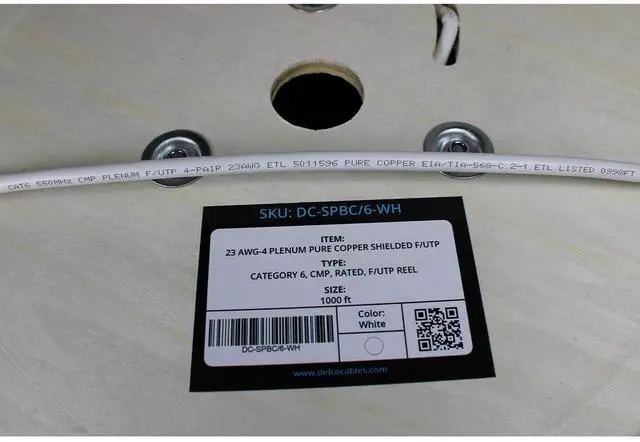 CAT6 550MHz CMP PLENUM F/UTP 4-PAIR 23AWG ETL 5011596 PURE COPPER EIA/TIA-568-C.2-1 ETL LISTED 0998FT
SKU: DC-SPBC/6-WH
ITEM:
23 AWG-4 PLENUM PURE COPPER SHIELDED F/UTP
TYPE:
CATEGORY 6, CMP, RATED, F/UTP REEL
SIZE:
1000 ft
Color:
White
DC-SPBC/6-WH
www.delcocables.com